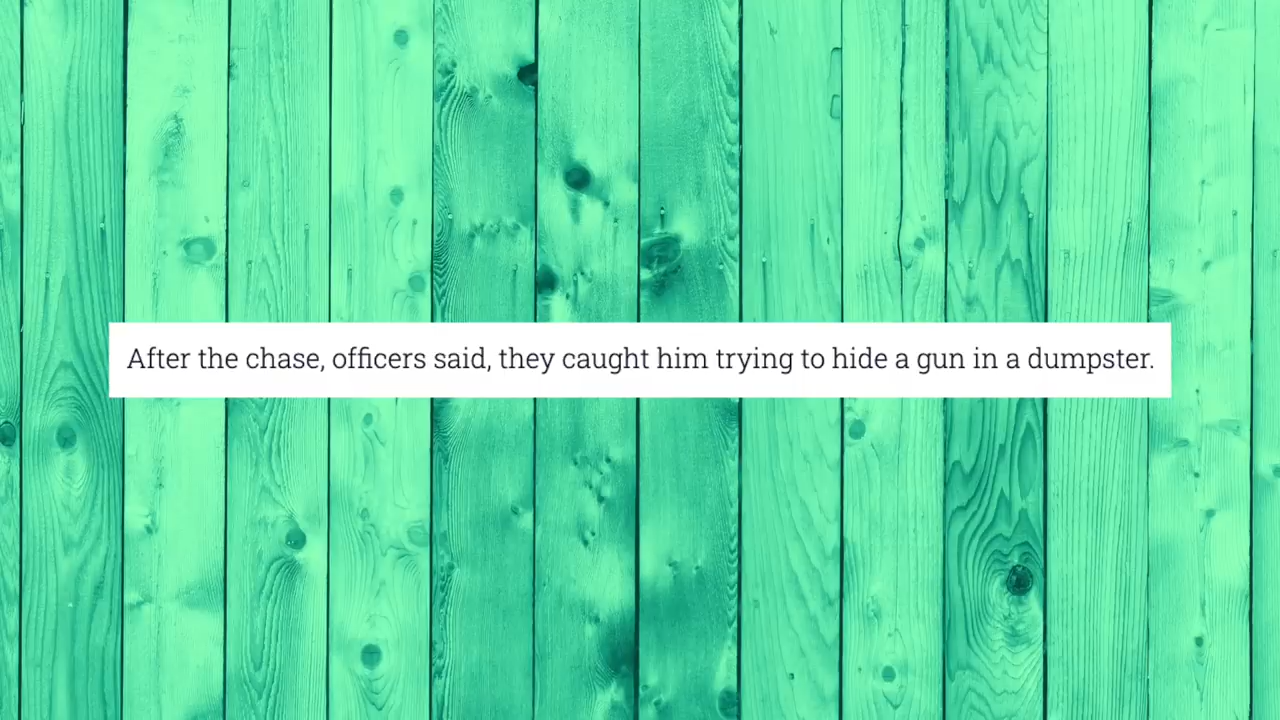 After the chase, officers said, they caught him trying to hide a gun in a dumpster.